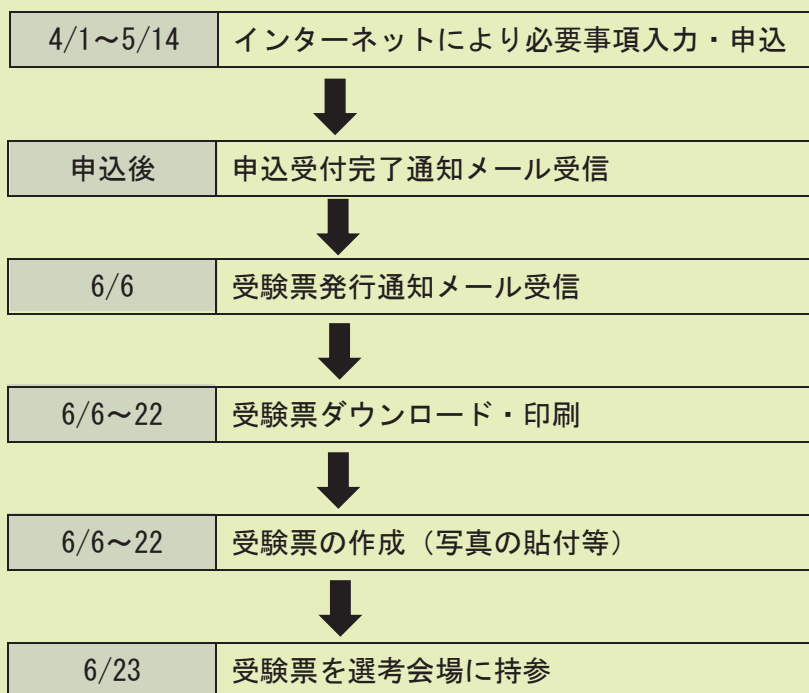 4/1～5/14 インターネットにより必要事項入力・申込
申込後 申込受付完了通知メール受信
6/6 受験票発行通知メール受信
6/6～22 受験票ダウンロード・印刷
6/6～22 受験票の作成（写真の貼付等）
6/23 受験票を選考会場に持参